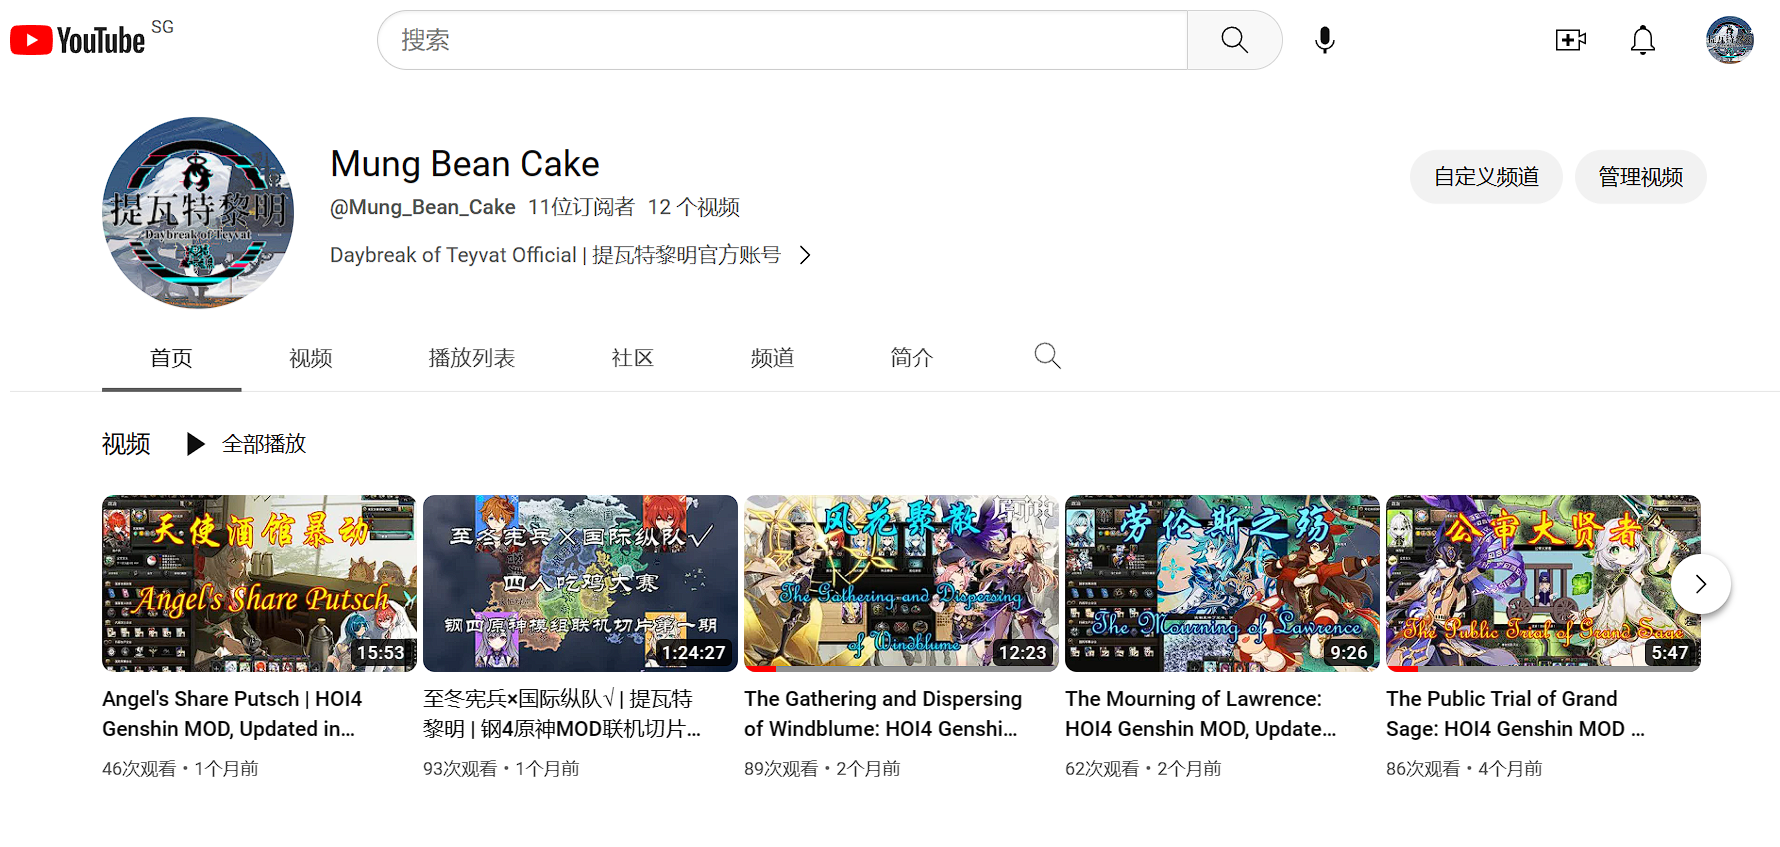 YouTube SG
搜索
提瓦特黎明
Daybreak of Teyvat
Mung Bean Cake
@Mung_Bean_Cake 11位订阅者 12 个视频
Daybreak of Teyvat Official | 提瓦特黎明官方账号
自定义频道
管理视频
首页
视频
播放列表
社区
频道
简介
视频
全部播放
天使酒馆暴动
Angel's Share Putsch
15:53
Angel's Share Putsch | HOI4
Genshin MOD, Updated in...
46次观看・1个月前
至冬宪兵×国际纵队√
四人吃鸡大赛
钢四原神模组联机切片第一期
1:24:27
至冬宪兵×国际纵队√ | 提瓦特
黎明 | 钢4原神MOD联机切片...
93次观看・1个月前
原神
风花聚散
The Gathering and Dispersing
of Windblume
12:23
The Gathering and Dispersing
of Windblume: HOI4 Genshi...
89次观看・2个月前
劳伦斯之殇
The Mourning of Lawrence
9:26
The Mourning of Lawrence:
HOI4 Genshin MOD, Update...
62次观看・2个月前
公审大贤者
The Public Trial of Grand Sage
5:47
The Public Trial of Grand
Sage: HOI4 Genshin MOD ...
86次观看・4个月前